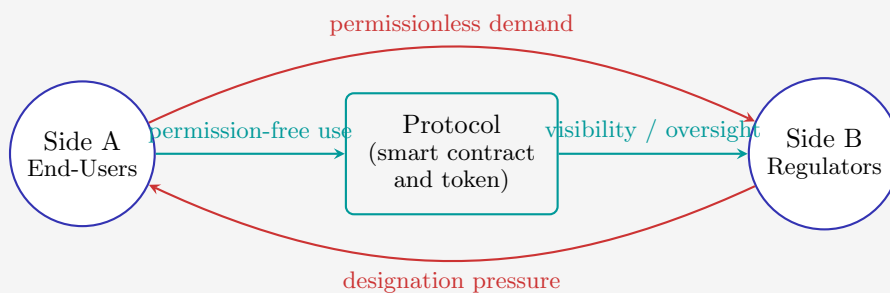 permissionless demand
Side A
End-Users
permission-free use
Protocol
(smart contract
and token)
visibility / oversight
Side B
Regulators
designation pressure